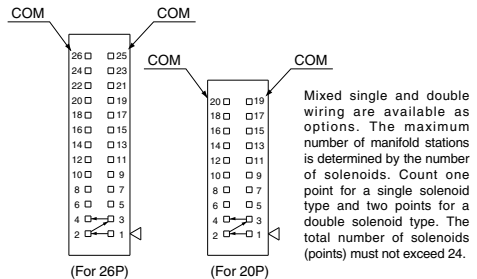 COM COM
26 25
24 23
22 21
20 19
18 17
16 15
14 13
12 11
10 9
8 7
6 5
4 3
2 1
(For 26P)
COM COM
20 19
18 17
16 15
14 13
12 11
10 9
8 7
6 5
4 3
2 1
(For 20P)
Mixed single and double
wiring are available as
options. The maximum
number of manifold stations
is determined by the number
of solenoids. Count one
point for a single solenoid
type and two points for a
double solenoid type. The
total number of solenoids
(points) must not exceed 24.